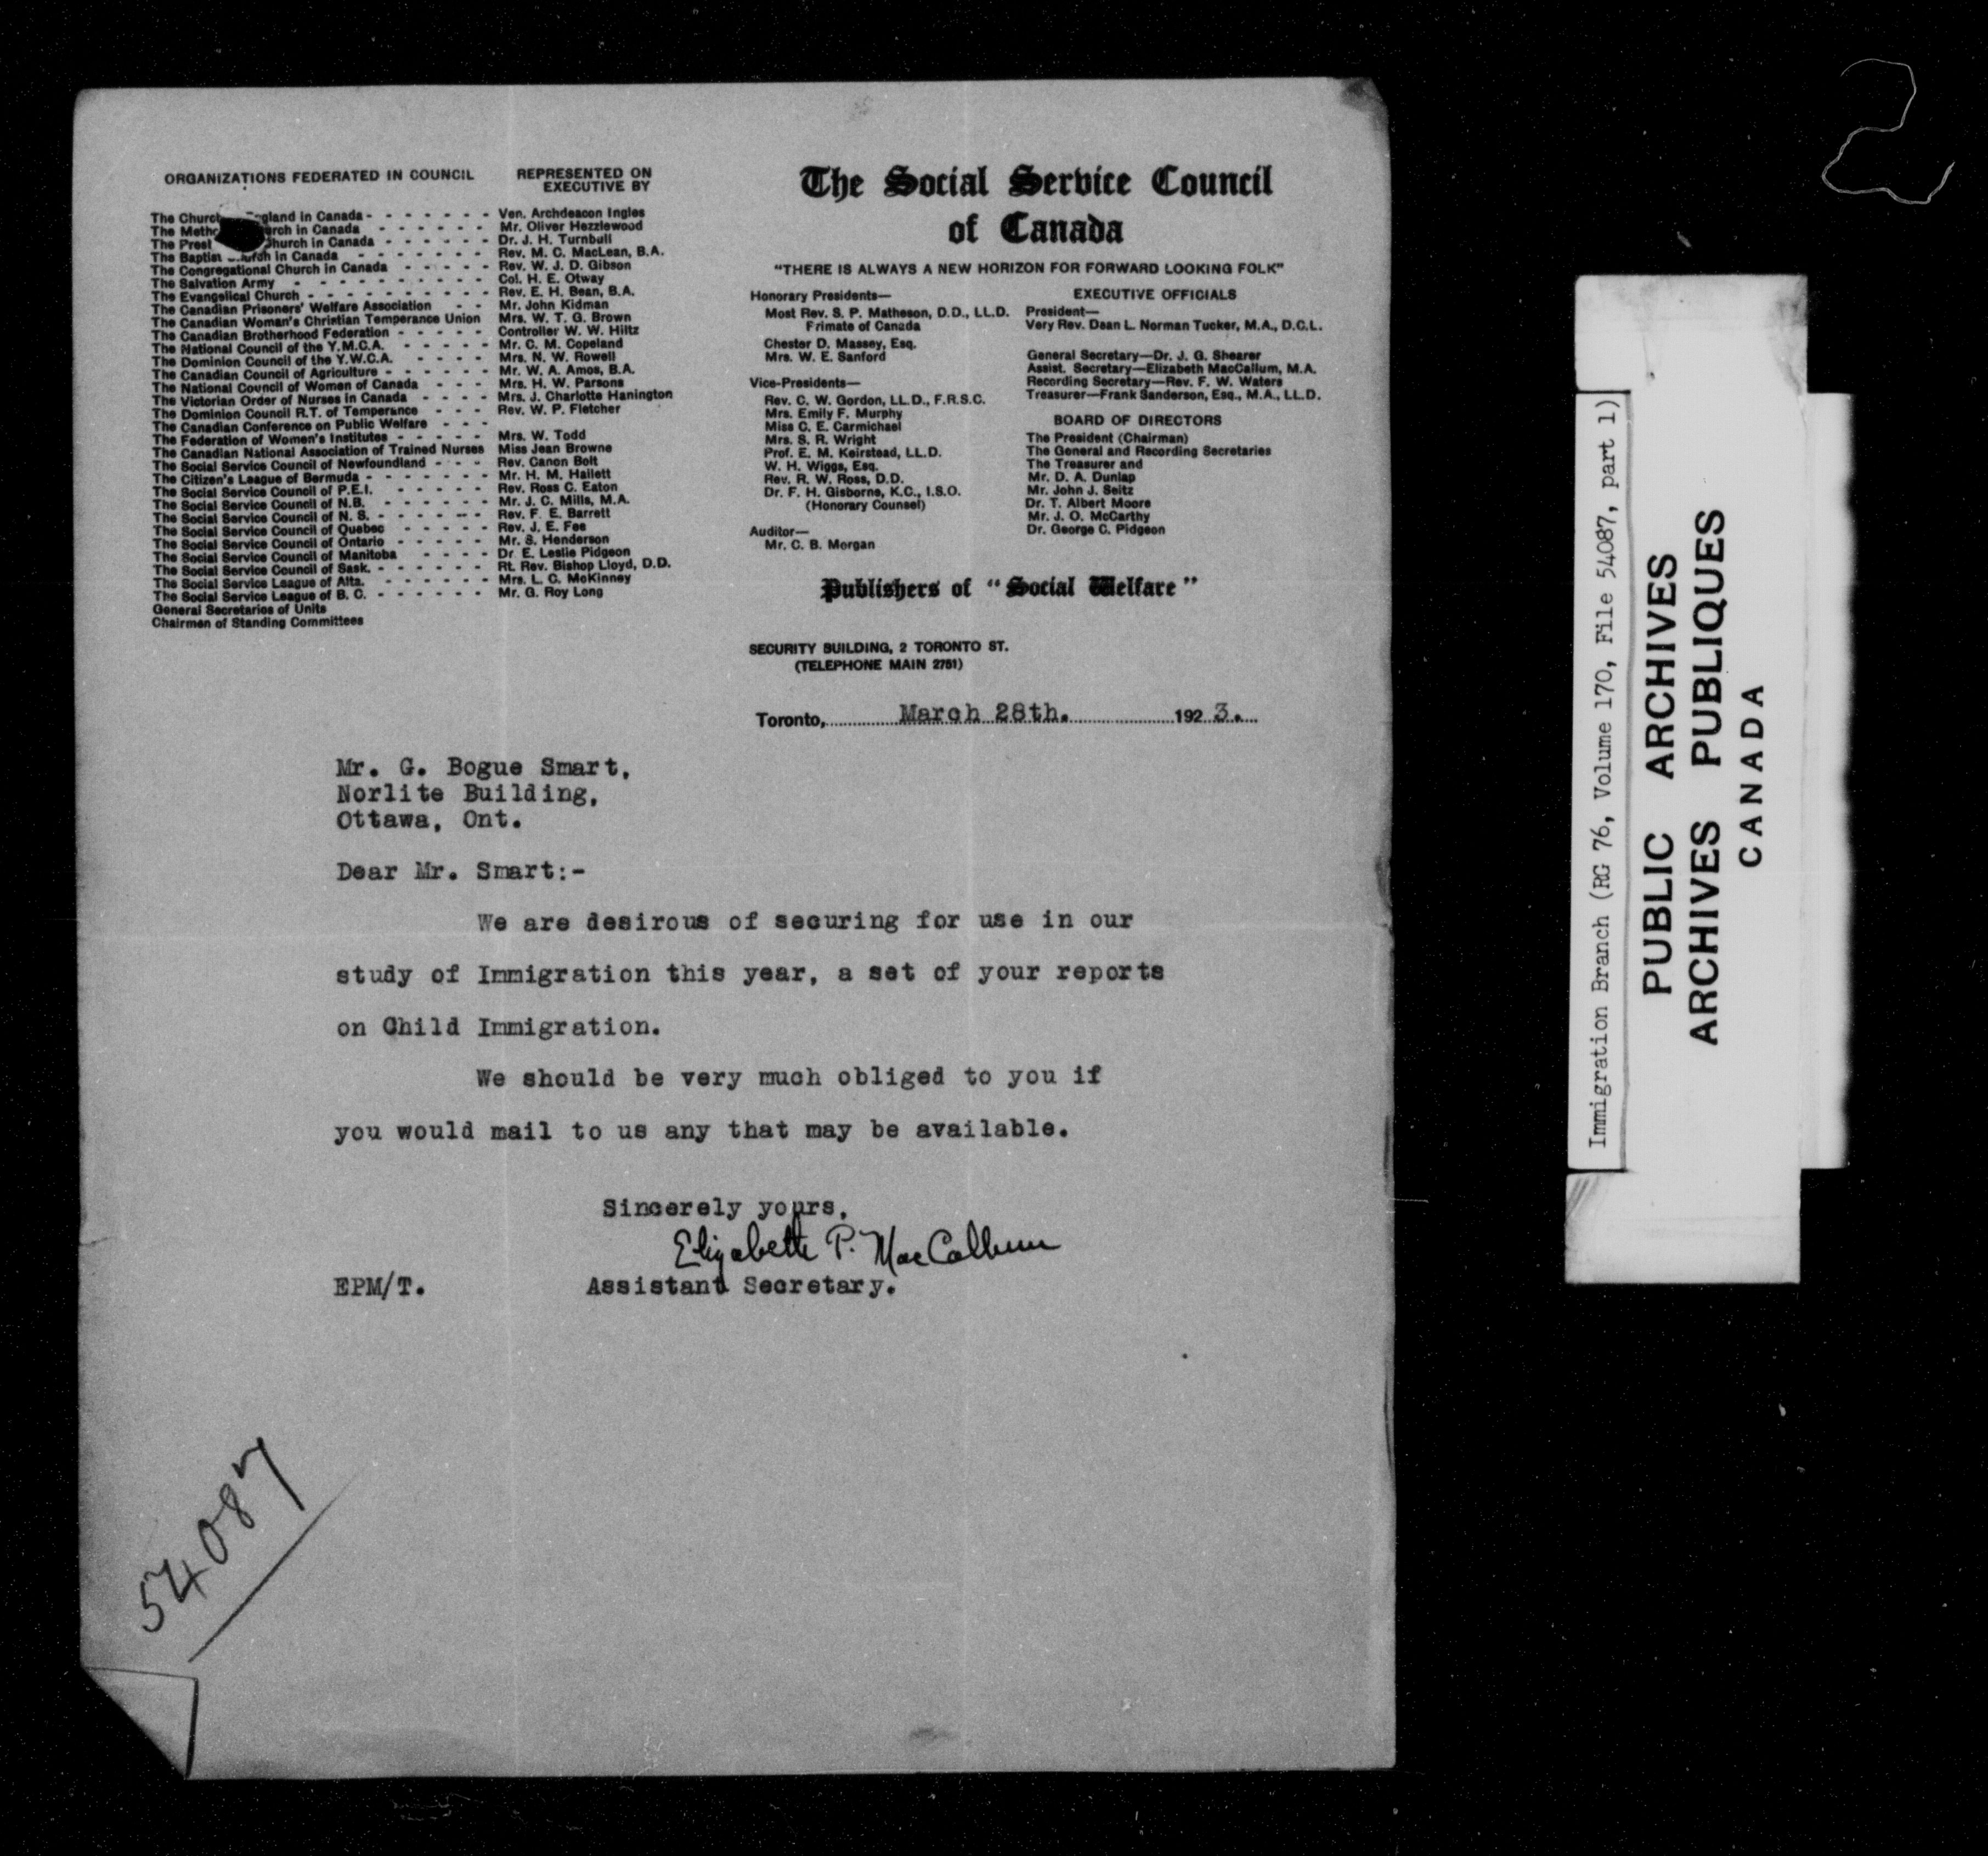 ORGANIZATIONS FEDERATED IN COUNCIL REPRESENTED ON EXECUTIVE BY
The Church England in Canada - - - - - - - Ven. Archdeacon Ingles
The Metho urch in Canada - - - - - - Mr. Oliver Hezzlewood
The Presb Church in Canada - - - - - - Dr. J. H. Turnbull
The Baptist Church in Canada - - - - - - - Rev. M. C. MacLean, B.A.
The Congregational Church in Canada - - - - - Rev. W. J. D. Gibson
The Salvation Army - - - - - - - - - Col. H. E. Otway
The Evangelical Church - - - - - - - - - Rev. E. H. Bean, B.A.
The Canadian Prisoners' Welfare Association - - Mr. John Kidman
The Canadian Woman's Christian Temperance Union Mrs. W. T. G. Brown
The Canadian Brotherhood Federation - - - - - Controller W. W. Hiltz
The National Council of the Y.M.C.A. - - - - - Mr. C. M. Copeland
The Dominion Council of the Y.W.C.A. - - - - Mrs. N. W. Rowell
The Canadian Council of Agriculture - - - - - - Mr. W. A. Amos, B.A.
The National Council of Women of Canada - - - Mrs. H. W. Parsons
The Victorian Order of Nurses in Canada - - - - Mrs. J. Charlotte Hanington
The Dominion Council R.T. of Temperance - - - Rev. W. P. Fletcher
The Canadian Conference on Public Welfare - - -
The Federation of Women's Institutes - - - - - Mrs. W. Todd
The Canadian National Association of Trained Nurses Miss Jean Browne
The Social Service Council of Newfoundland - - - Rev. Canon Bolt
The Citizen's League of Bermuda - - - - - - Mr. H. M. Hallett
The Social Service Council of P.E.I. - - - - - Rev. Ross C. Eaton
The Social Service Council of N.B. - - - - - - Mr. J. C. Mills, M.A.
The Social Service Council of N. S. - - - - - - Rev. F. E. Barrett
The Social Service Council of Quebec - - - - - Rev. J. E. Fee
The Social Service Council of Ontario - - - - - Mr. S. Henderson
The Social Service Council of Manitoba - - - - Dr. E. Leslie Pidgeon
The Social Service Council of Sask. - - - - - - Rt. Rev. Bishop Lloyd, D.D.
The Social Service League of Alta. - - - - - - Mrs. L. C. McKinney
The Social Service League of B. C. - - - - - - Mr. G. Roy Long
General Secretaries of Units
Chairmen of Standing Committees
The Social Service Council
of Canada
"THERE IS ALWAYS A NEW HORIZON FOR FORWARD LOOKING FOLK"
Honorary Presidents—
Most Rev. S. P. Matheson, D.D., LL.D.
Primate of Canada
Chester D. Massey, Esq.
Mrs. W. E. Sanford
Vice-Presidents—
Rev. C. W. Gordon, LL.D., F.R.S.C.
Mrs. Emily F. Murphy
Miss C. E. Carmichael
Mrs. S. R. Wright
Prof. E. M. Keirstead, LL.D.
W. H. Wiggs, Esq.
Rev. R. W. Ross, D.D.
Dr. F. H. Gisborne, K.C., I.S.O.
(Honorary Counsel)
Auditor—
Mr. C. B. Morgan
EXECUTIVE OFFICIALS
President—
Very Rev. Dean L. Norman Tucker, M.A., D.C.L.
General Secretary—Dr. J. G. Shearer
Assist. Secretary—Elizabeth MacCallum, M.A.
Recording Secretary—Rev. F. W. Waters
Treasurer—Frank Sanderson, Esq., M.A., LL.D.
BOARD OF DIRECTORS
The President (Chairman)
The General and Recording Secretaries
The Treasurer and
Mr. D. A. Dunlap
Mr. John J. Seitz
Dr. T. Albert Moore
Mr. J. O. McCarthy
Dr. George C. Pidgeon
Publishers of "Social Welfare"
SECURITY BUILDING, 2 TORONTO ST.
(TELEPHONE MAIN 2751)
Toronto, March 28th. 192 3.
Mr. G. Bogue Smart,
Norlite Building,
Ottawa, Ont.
Dear Mr. Smart:-
We are desirous of securing for use in our
study of Immigration this year, a set of your reports
on Child Immigration.
We should be very much obliged to you if
you would mail to us any that may be available.
Sincerely yours,
Elizabeth P. MacCallum
EPM/T. Assistant Secretary.
54087
2
Immigration Branch (RG 76, Volume 170, File 54087, part 1)
PUBLIC ARCHIVES
ARCHIVES PUBLIQUES
CANADA